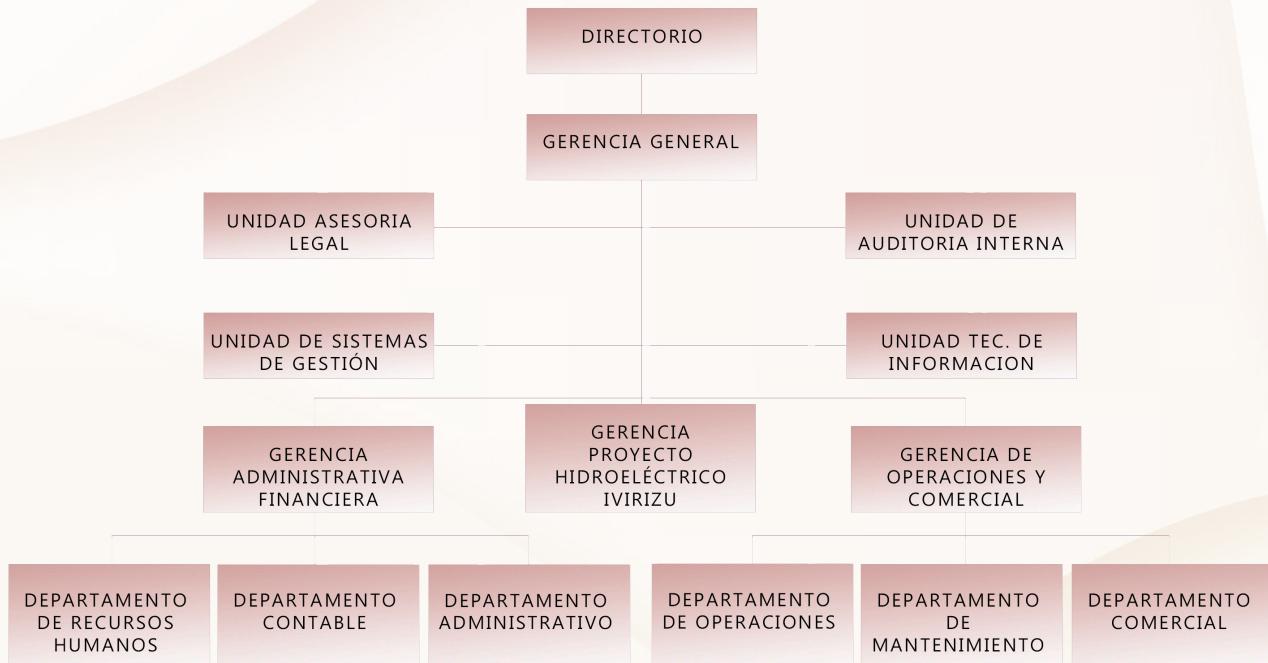 DIRECTORIO
GERENCIA GENERAL
UNIDAD ASESORIA
LEGAL
UNIDAD DE
AUDITORIA INTERNA
UNIDAD DE SISTEMAS
DE GESTIÓN
UNIDAD TEC. DE
INFORMACION
GERENCIA
ADMINISTRATIVA
FINANCIERA
GERENCIA
PROYECTO
HIDROELÉCTRICO
IVIRIZU
GERENCIA DE
OPERACIONES Y
COMERCIAL
DEPARTAMENTO
DE RECURSOS
HUMANOS
DEPARTAMENTO
CONTABLE
DEPARTAMENTO
ADMINISTRATIVO
DEPARTAMENTO
DE OPERACIONES
DEPARTAMENTO
DE
MANTENIMIENTO
DEPARTAMENTO
COMERCIAL